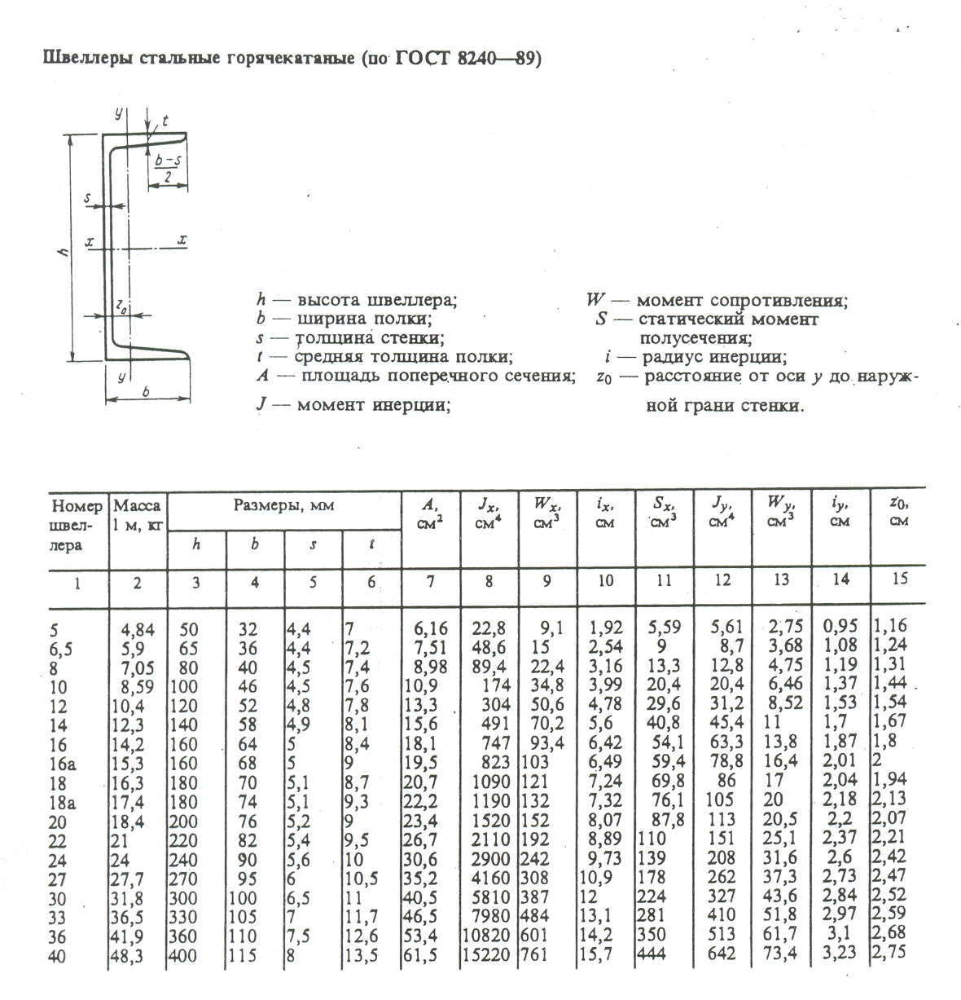 Швеллеры стальные горячекатаные (по ГОСТ 8240—89)
y
t
b−s
2
s
x x
h
z0
y
b
h — высота швеллера;
b — ширина полки;
s — толщина стенки;
t — средняя толщина полки;
A — площадь поперечного сечения;
J — момент инерции;
W — момент сопротивления;
S — статический момент
полусечения;
i — радиус инерции;
z0 — расстояние от оси y до наруж-
ной грани стенки.
Номер швел- лера Масса 1 м, кг Размеры, мм A, см² Jx, см⁴ Wx, см³ ix, см Sx, см³ Jy, см⁴ Wy, см³ iy, см z0, см
h b s t
1 2 3 4 5 6 7 8 9 10 11 12 13 14 15
5 4,84 50 32 4,4 7 6,16 22,8 9,1 1,92 5,59 5,61 2,75 0,95 1,16
6,5 5,9 65 36 4,4 7,2 7,51 48,6 15 2,54 9 8,7 3,68 1,08 1,24
8 7,05 80 40 4,5 7,4 8,98 89,4 22,4 3,16 13,3 12,8 4,75 1,19 1,31
10 8,59 100 46 4,5 7,6 10,9 174 34,8 3,99 20,4 20,4 6,46 1,37 1,44
12 10,4 120 52 4,8 7,8 13,3 304 50,6 4,78 29,6 31,2 8,52 1,53 1,54
14 12,3 140 58 4,9 8,1 15,6 491 70,2 5,6 40,8 45,4 11 1,7 1,67
16 14,2 160 64 5 8,4 18,1 747 93,4 6,42 54,1 63,3 13,8 1,87 1,8
16а 15,3 160 68 5 9 19,5 823 103 6,49 59,4 78,8 16,4 2,01 2
18 16,3 180 70 5,1 8,7 20,7 1090 121 7,24 69,8 86 17 2,04 1,94
18а 17,4 180 74 5,1 9,3 22,2 1190 132 7,32 76,1 105 20 2,18 2,13
20 18,4 200 76 5,2 9 23,4 1520 152 8,07 87,8 113 20,5 2,2 2,07
22 21 220 82 5,4 9,5 26,7 2110 192 8,89 110 151 25,1 2,37 2,21
24 24 240 90 5,6 10 30,6 2900 242 9,73 139 208 31,6 2,6 2,42
27 27,7 270 95 6 10,5 35,2 4160 308 10,9 178 262 37,3 2,73 2,47
30 31,8 300 100 6,5 11 40,5 5810 387 12 224 327 43,6 2,84 2,52
33 36,5 330 105 7 11,7 46,5 7980 484 13,1 281 410 51,8 2,97 2,59
36 41,9 360 110 7,5 12,6 53,4 10820 601 14,2 350 513 61,7 3,1 2,68
40 48,3 400 115 8 13,5 61,5 15220 761 15,7 444 642 73,4 3,23 2,75